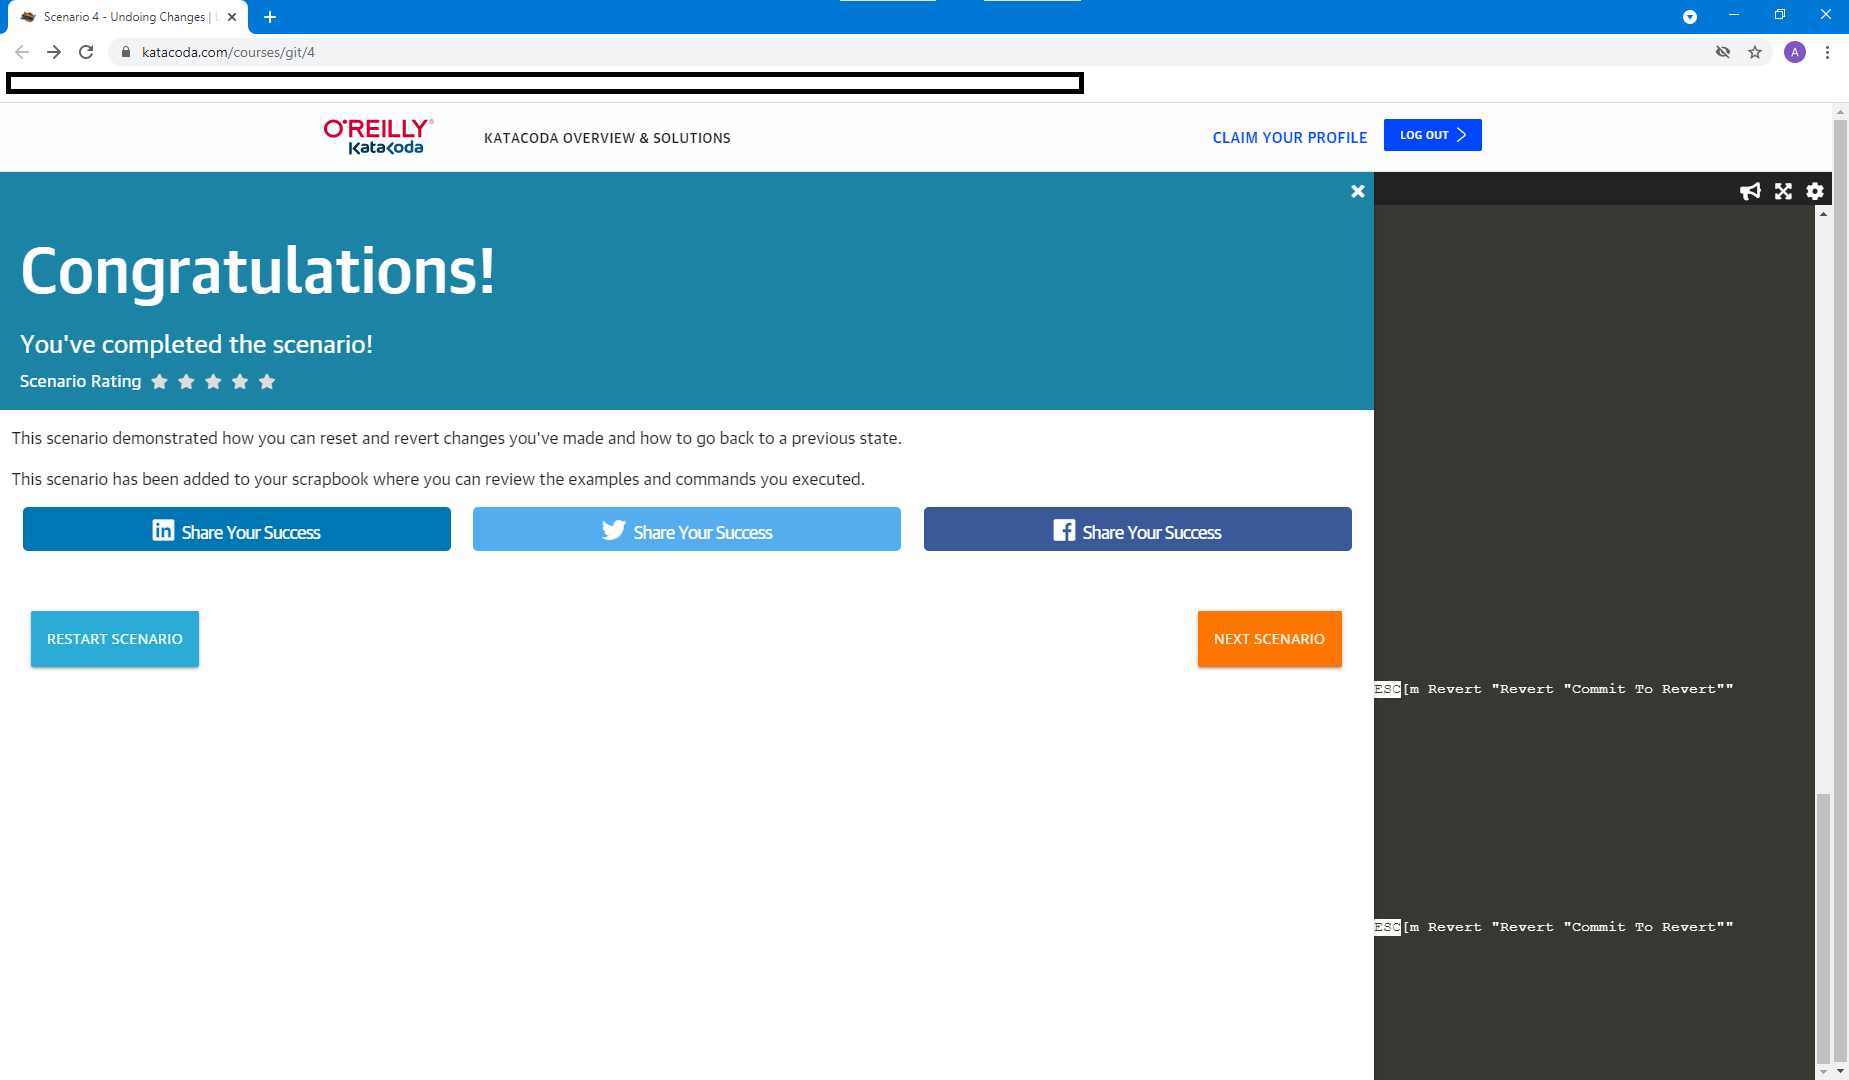 Scenario 4 - Undoing Changes |
katacoda.com/courses/git/4
A
O'REILLY®
KataKoda
KATACODA OVERVIEW & SOLUTIONS
CLAIM YOUR PROFILE
LOG OUT
Congratulations!
You've completed the scenario!
Scenario Rating
This scenario demonstrated how you can reset and revert changes you've made and how to go back to a previous state.
This scenario has been added to your scrapbook where you can review the examples and commands you executed.
Share Your Success
Share Your Success
Share Your Success
RESTART SCENARIO
NEXT SCENARIO
ESC[m Revert "Revert "Commit To Revert""
ESC[m Revert "Revert "Commit To Revert""